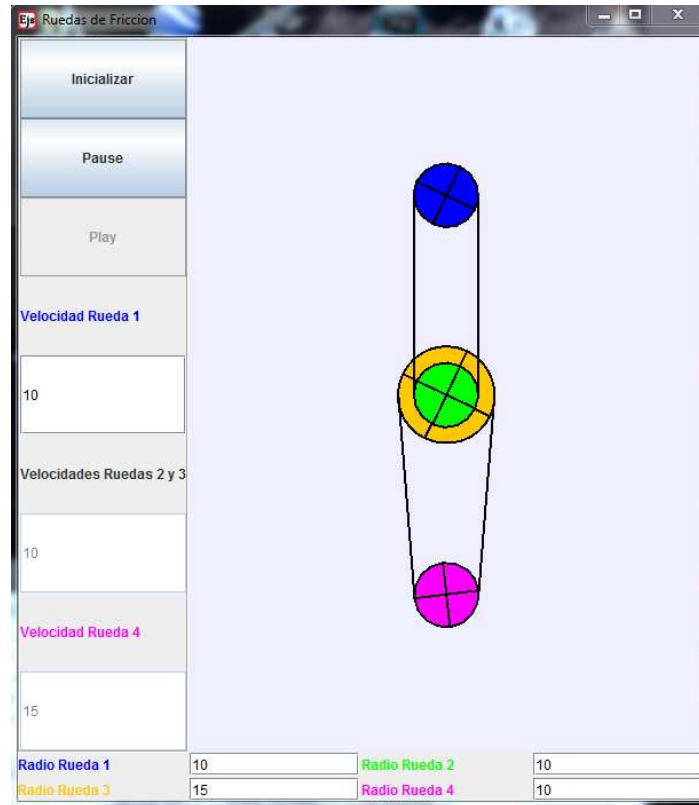 Ejs Ruedas de Friccion
Inicializar
Pause
Play
Velocidad Rueda 1
10
Velocidades Ruedas 2 y 3
10
Velocidad Rueda 4
15
Radio Rueda 1 10 Radio Rueda 2 10
Radio Rueda 3 15 Radio Rueda 4 10